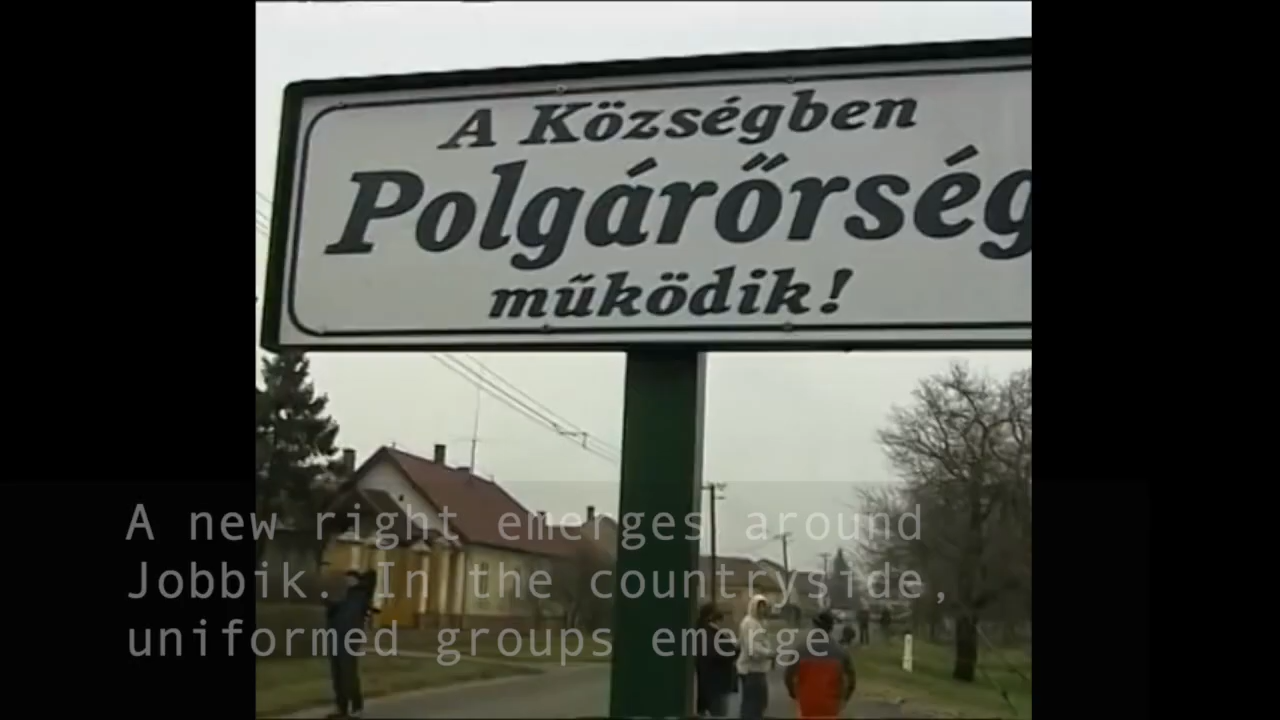 A Községben
Polgárőrség
működik!
A new right emerges around
Jobbik. In the countryside,
uniformed groups emerge